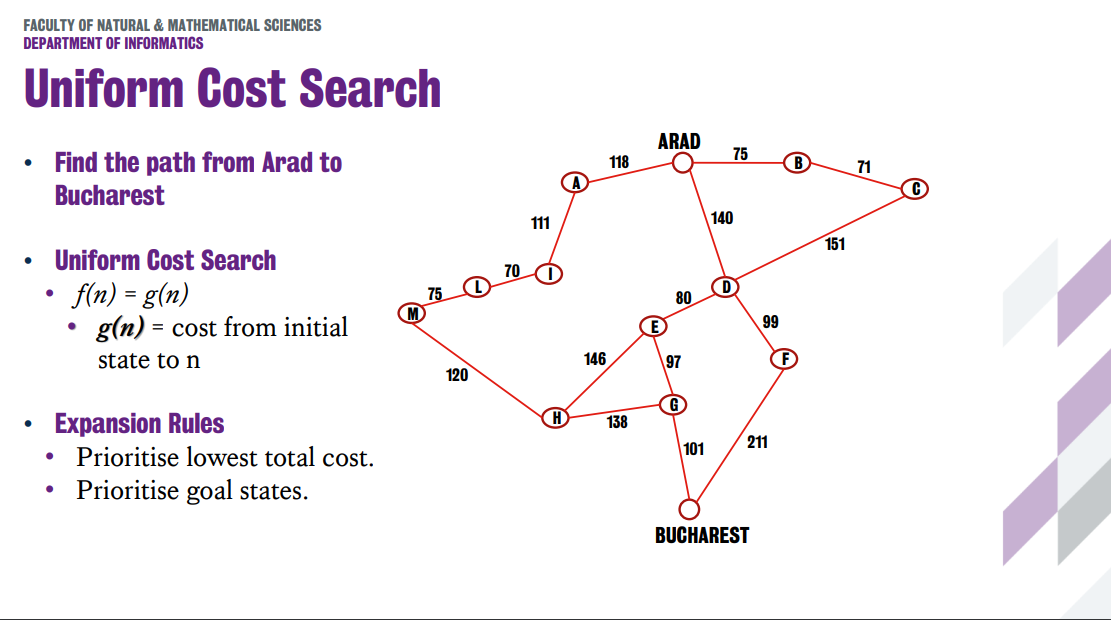 FACULTY OF NATURAL & MATHEMATICAL SCIENCES
DEPARTMENT OF INFORMATICS
Uniform Cost Search
• Find the path from Arad to
Bucharest
• Uniform Cost Search
• f(n) = g(n)
• g(n) = cost from initial
state to n
• Expansion Rules
• Prioritise lowest total cost.
• Prioritise goal states.
ARAD
118
75
B
71
A
C
111
140
151
70
I
L
D
75
M
80
E
99
146
97
F
120
G
H
138
101
211
BUCHAREST